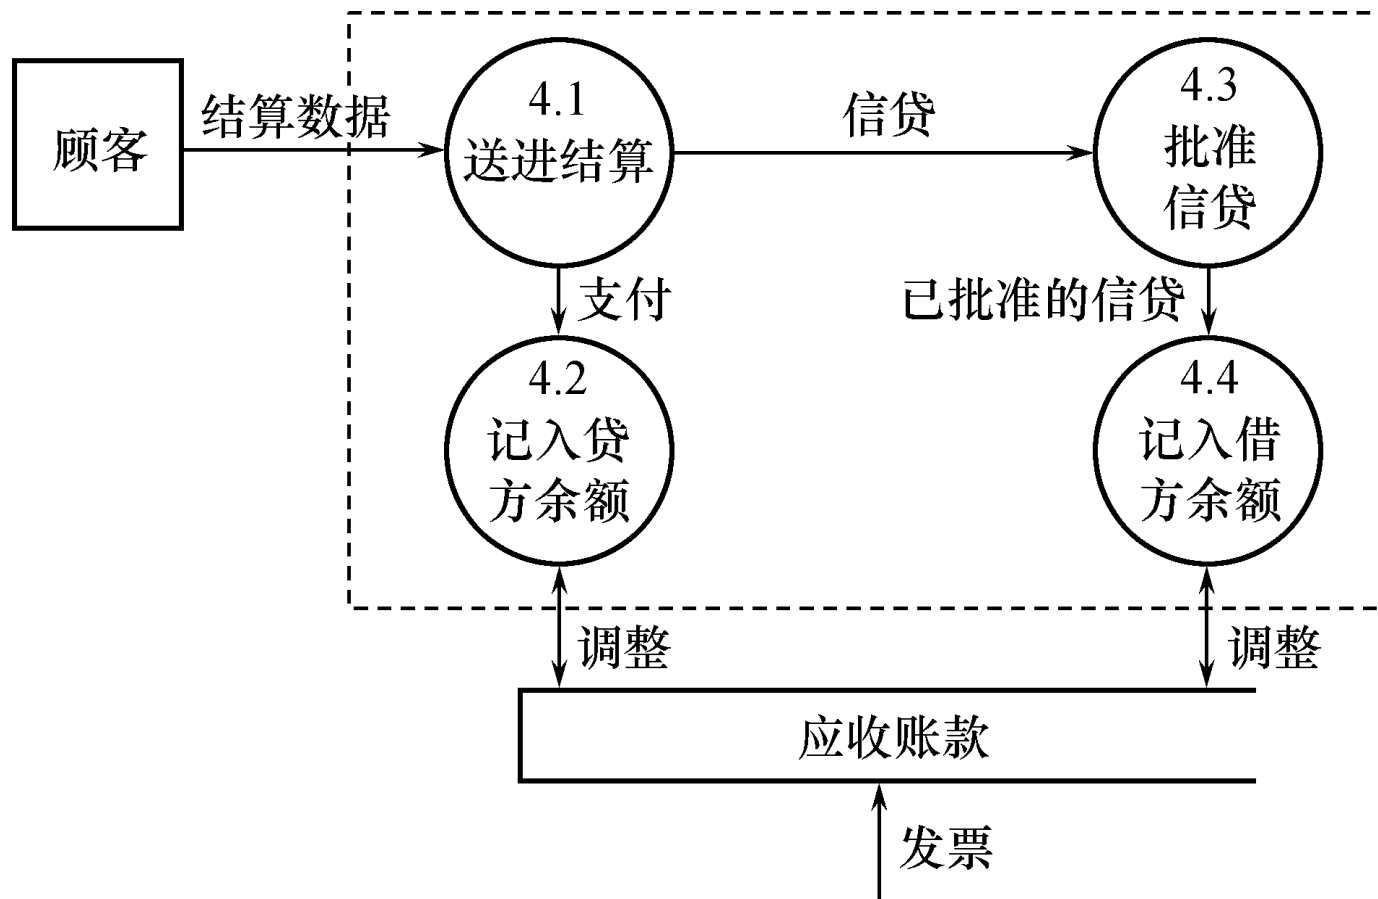 顾客
结算数据
4.1
送进结算
信贷
4.3
批准
信贷
支付
已批准的信贷
4.2
记入贷
方余额
4.4
记入借
方余额
调整
调整
应收账款
发票